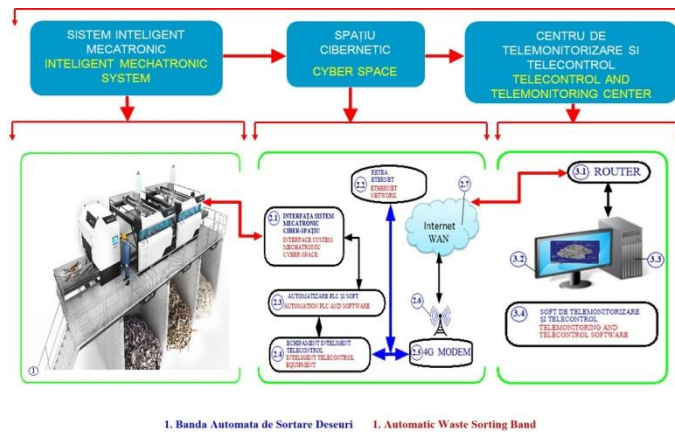 SISTEM INTELIGENT
MECATRONIC
INTELIGENT MECHATRONIC
SYSTEM
SPAȚIU
CIBERNETIC
CYBER SPACE
CENTRU DE
TELEMONITORIZARE SI
TELECONTROL
TELECONTROL AND
TELEMONITORING CENTER
1
2.1
INTERFAȚA SISTEM
MECATRONIC
CIBER-SPAȚIU
INTERFACE SYSTEM
MECHATRONIC
CYBER-SPACE
2.2
RETEA
ETERNET
ETHERNET
NETWORK
2.3
AUTOMATIZARE PLC ȘI SOFT
AUTOMATION PLC AND SOFTWARE
2.4
ECHIPAMENT INTELIGENT
TELECONTROL
INTELIGENT TELECONTROL
EQUIPMENT
2.7
Internet
WAN
2.6
2.5
4G MODEM
3.1
ROUTER
3.2
3.3
3.4
SOFT DE TELEMONITORIZARE
ȘI TELECONTROL
TELEMONITORING AND
TELECONTROL SOFTWARE
1. Banda Automata de Sortare Deseuri 1. Automatic Waste Sorting Band